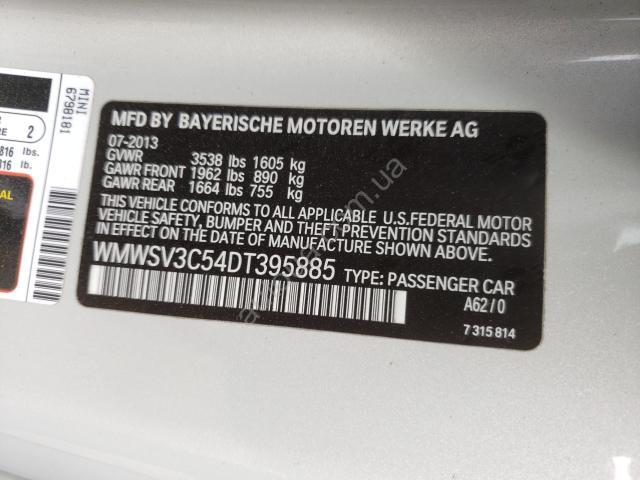 MINI
6798181
2
816 lbs.
816 lb.
MFD BY BAYERISCHE MOTOREN WERKE AG
07-2013
GVWR 3538 lbs 1605 kg
GAWR FRONT 1962 lbs 890 kg
GAWR REAR 1664 lbs 755 kg
THIS VEHICLE CONFORMS TO ALL APPLICABLE U.S.FEDERAL MOTOR
VEHICLE SAFETY, BUMPER, AND THEFT PREVENTION STANDARDS
IN EFFECT ON THE DATE OF MANUFACTURE SHOWN ABOVE.
WMWSV3C54DT395885 TYPE: PASSENGER CAR
A62/0
7 315 814